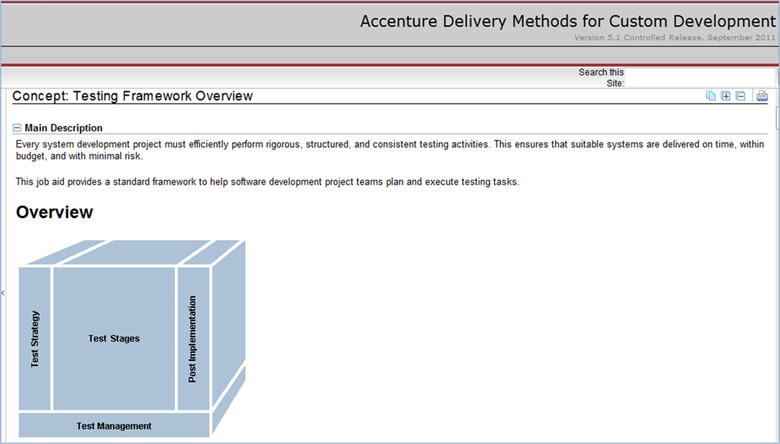 Accenture Delivery Methods for Custom Development
Version 5.1 Controlled Release, September 2011
Search this
Site:
Concept: Testing Framework Overview
Main Description
Every system development project must efficiently perform rigorous, structured, and consistent testing activities. This ensures that suitable systems are delivered on time, within
budget, and with minimal risk.
This job aid provides a standard framework to help software development project teams plan and execute testing tasks.
Overview
Test Strategy
Test Stages
Post Implementation
Test Management